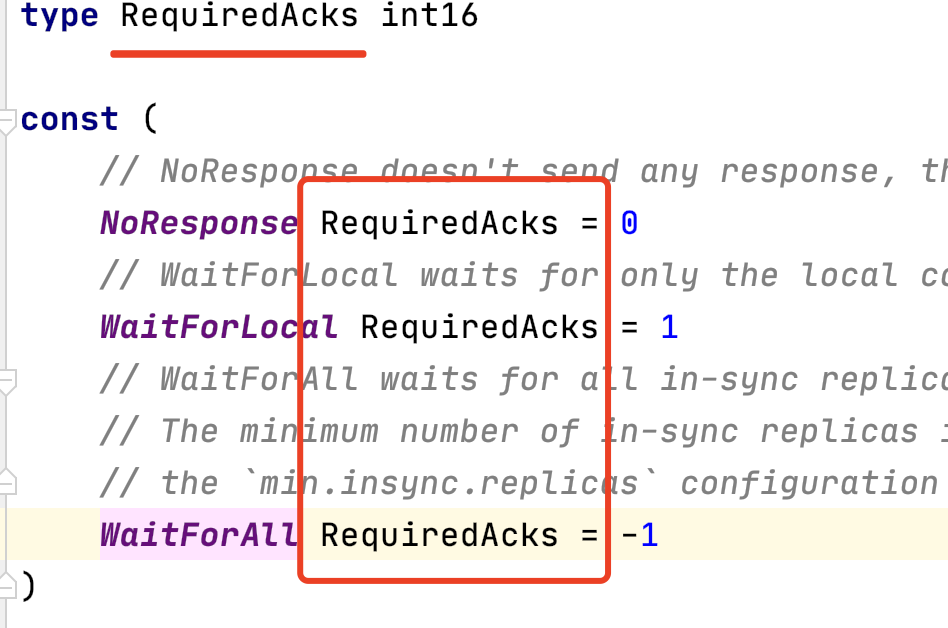 type RequiredAcks int16
const (
// NoResponse doesn't send any response, th
NoResponse RequiredAcks = 0
// WaitForLocal waits for only the local co
WaitForLocal RequiredAcks = 1
// WaitForAll waits for all in-sync replica
// The minimum number of in-sync replicas i
// the `min.insync.replicas` configuration
WaitForAll RequiredAcks = -1
)